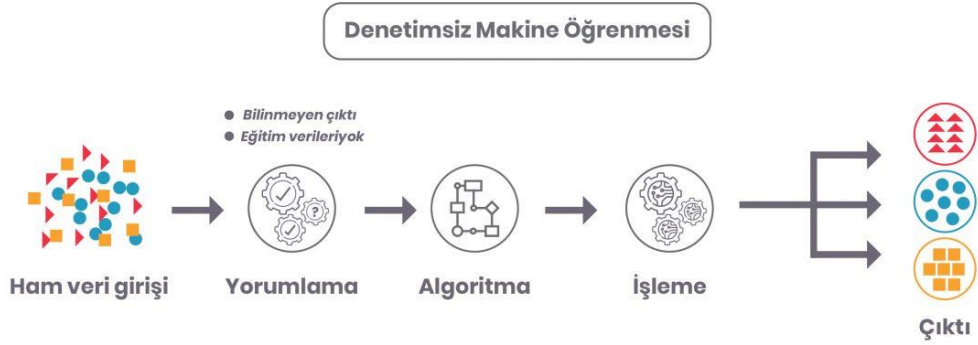 Denetimsiz Makine Öğrenmesi
● Bilinmeyen çıktı
● Eğitim verileriyok
?
Ham veri girişi
Yorumlama
Algoritma
İşleme
Çıktı